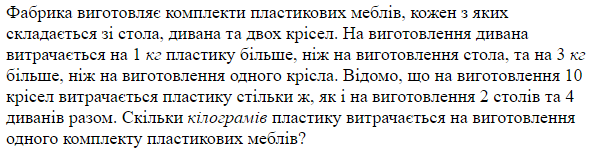 Фабрика виготовляє комплекти пластикових меблів, кожен з яких
складається зі стола, дивана та двох крісел. На виготовлення дивана
витрачається на 1 кг пластику більше, ніж на виготовлення стола, та на 3 кг
більше, ніж на виготовлення одного крісла. Відомо, що на виготовлення 10
крісел витрачається пластику стільки ж, як і на виготовлення 2 столів та 4
диванів разом. Скільки кілограмів пластику витрачається на виготовлення
одного комплекту пластикових меблів?